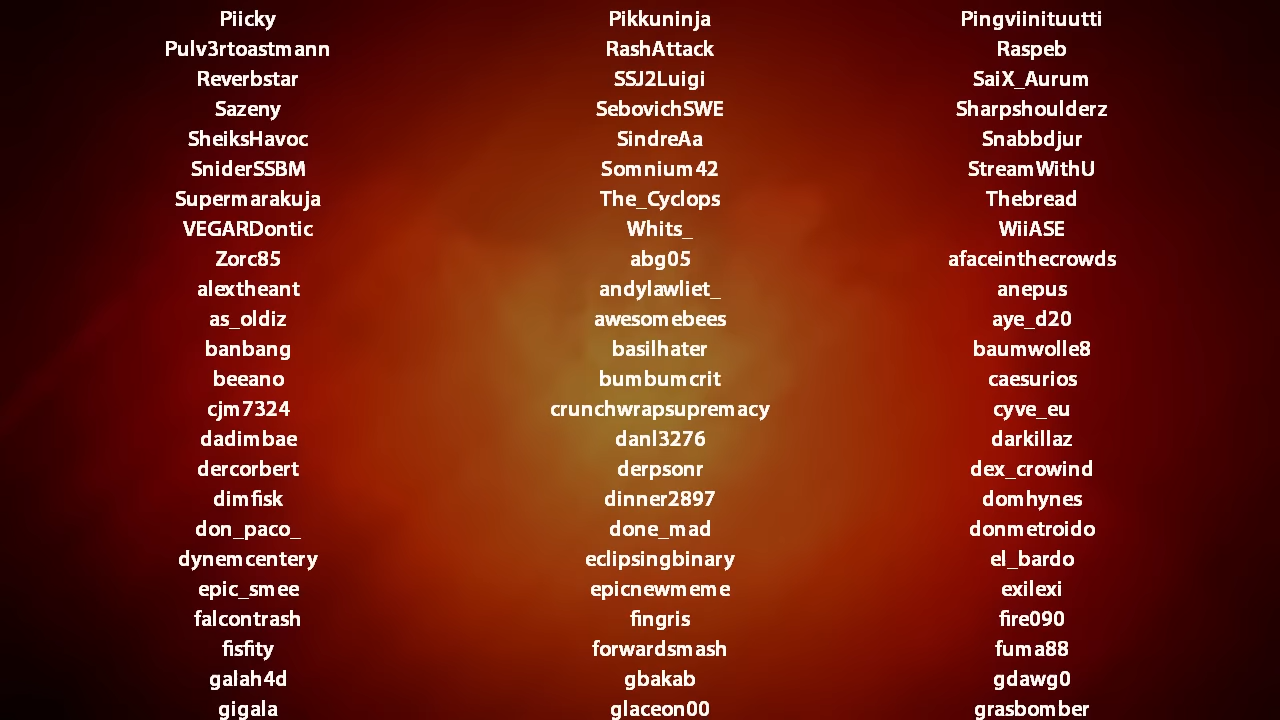 Piicky Pikkuninja Pingviinituutti
Pulv3rtoastmann RashAttack Raspeb
Reverbstar SSJ2Luigi SaiX_Aurum
Sazeny SebovichSWE Sharpshoulderz
SheiksHavoc SindreAa Snabbdjur
SniderSSBM Somnium42 StreamWithU
Supermarakuja The_Cyclops Thebread
VEGARDontic Whits_ WiiASE
Zorc85 abg05 afaceinthecrowds
alextheant andylawliet_ anepus
as_oldiz awesomebees aye_d20
banbang basilhater baumwolle8
beeano bumbumcrit caesurios
cjm7324 crunchwrapsupremacy cyve_eu
dadimbae danl3276 darkillaz
dercorbert derpsonr dex_crowind
dimfisk dinner2897 domhynes
don_paco_ done_mad donmetroido
dynemcentery eclipsingbinary el_bardo
epic_smee epicnewmeme exilexi
falcontrash fingris fire090
fisfity forwardsmash fuma88
galah4d gbakab gdawg0
gigala glaceon00 grasbomber